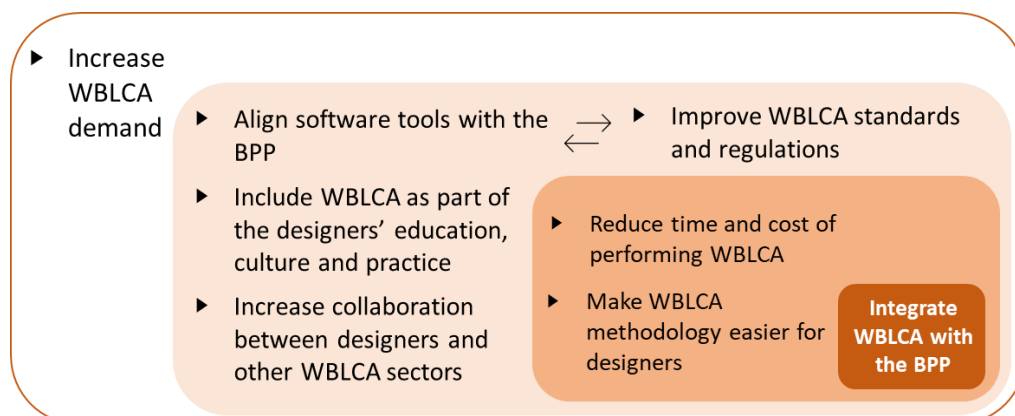 Increase
WBLCA
demand
Align software tools with the
BPP
Improve WBLCA standards
and regulations
Include WBLCA as part of
the designers’ education,
culture and practice
Increase collaboration
between designers and
other WBLCA sectors
Reduce time and cost of
performing WBLCA
Make WBLCA
methodology easier for
designers
Integrate
WBLCA with
the BPP